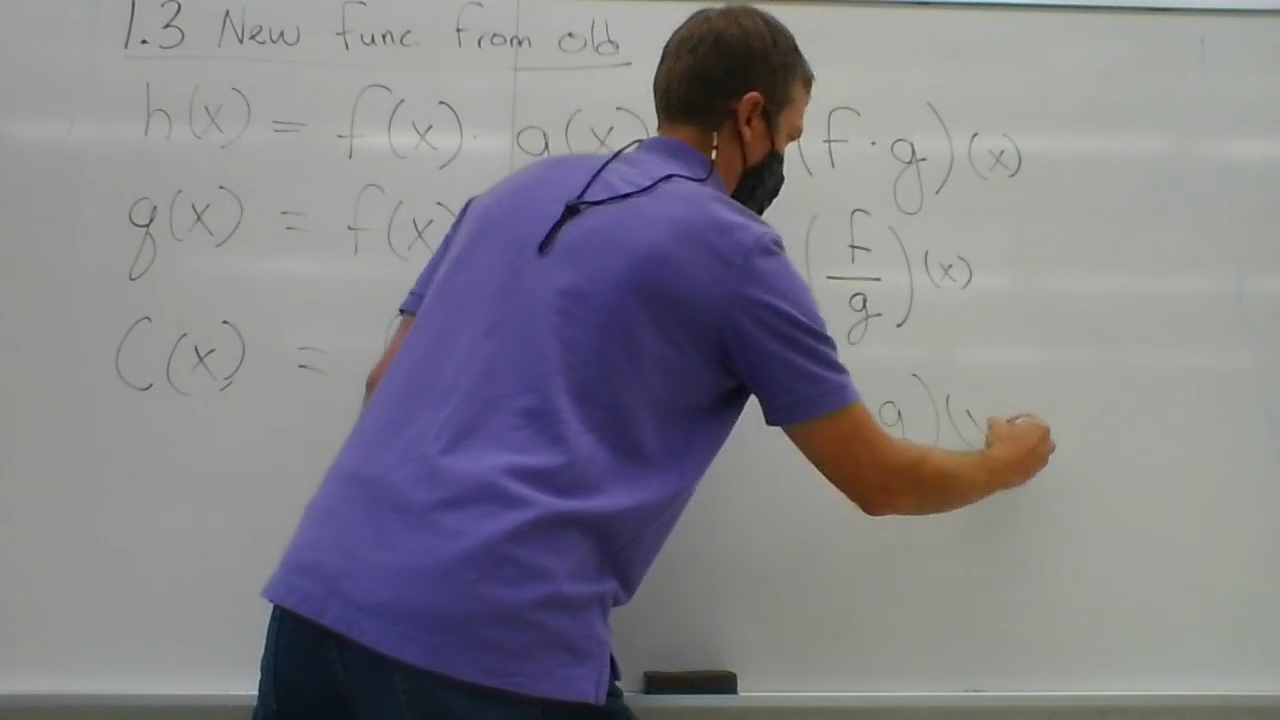 1.3 New func. from old
h(x) = f(x) · g(x) (f · g)(x)
q(x) = f(x) (f/g)(x)
C(x) = g)(x